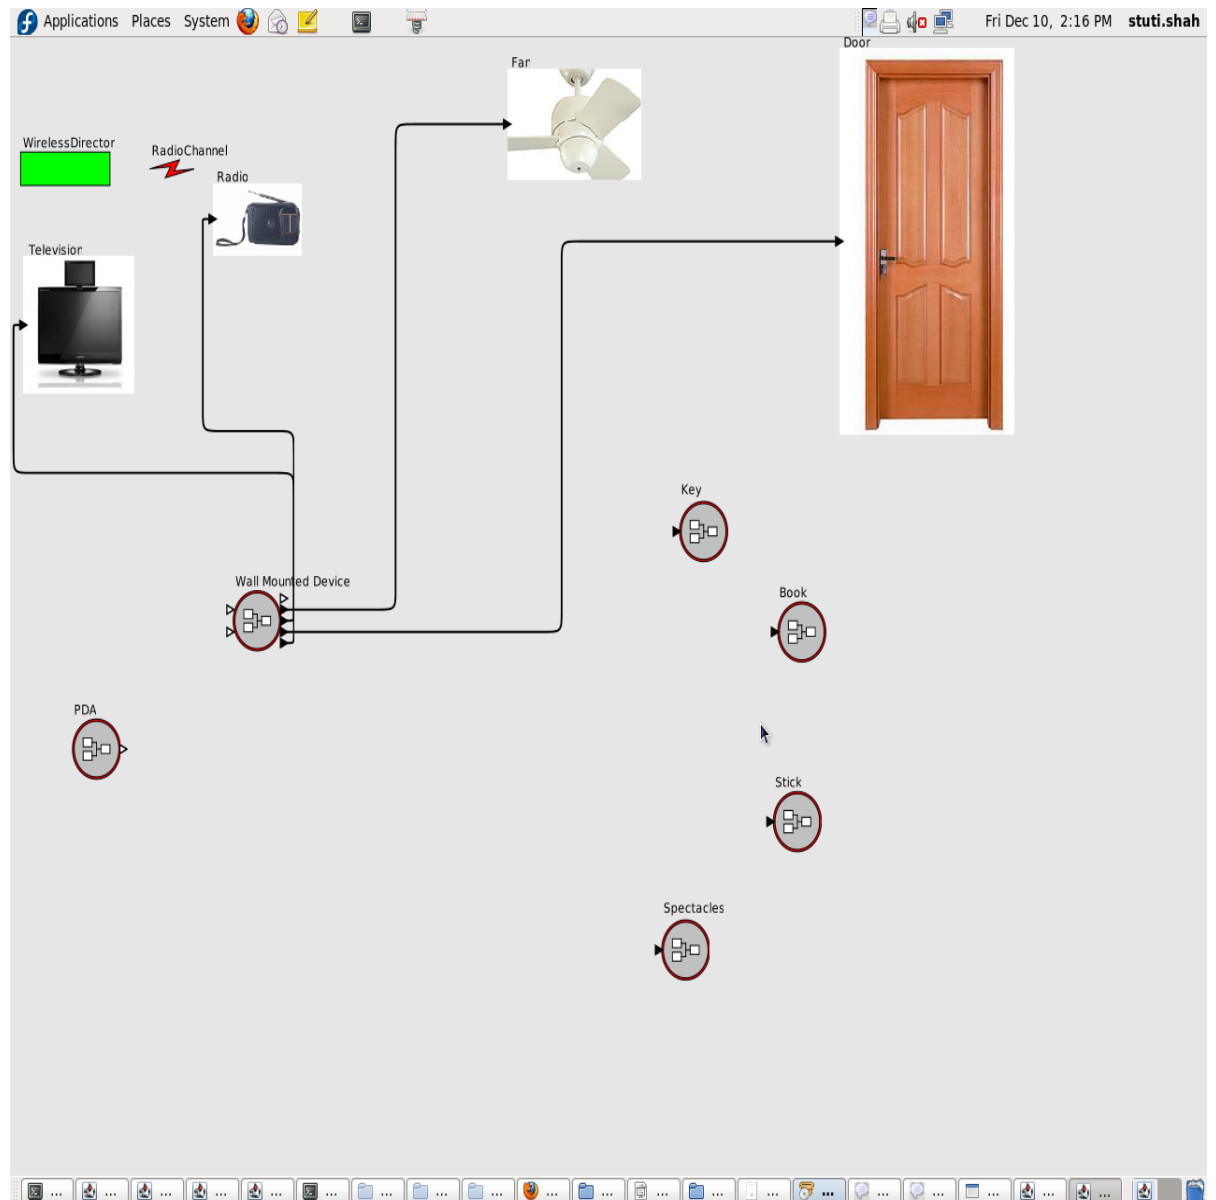 Applications Places System Fri Dec 10, 2:16 PM stuti.shah
Door
Fan
WirelessDirector
RadioChannel
Radio
Television
Key
Wall Mounted Device
Book
PDA
Stick
Spectacles
... ... ... ... ... ... ... ... ... ... ... ... ... ... ... ... ... ... ... ...